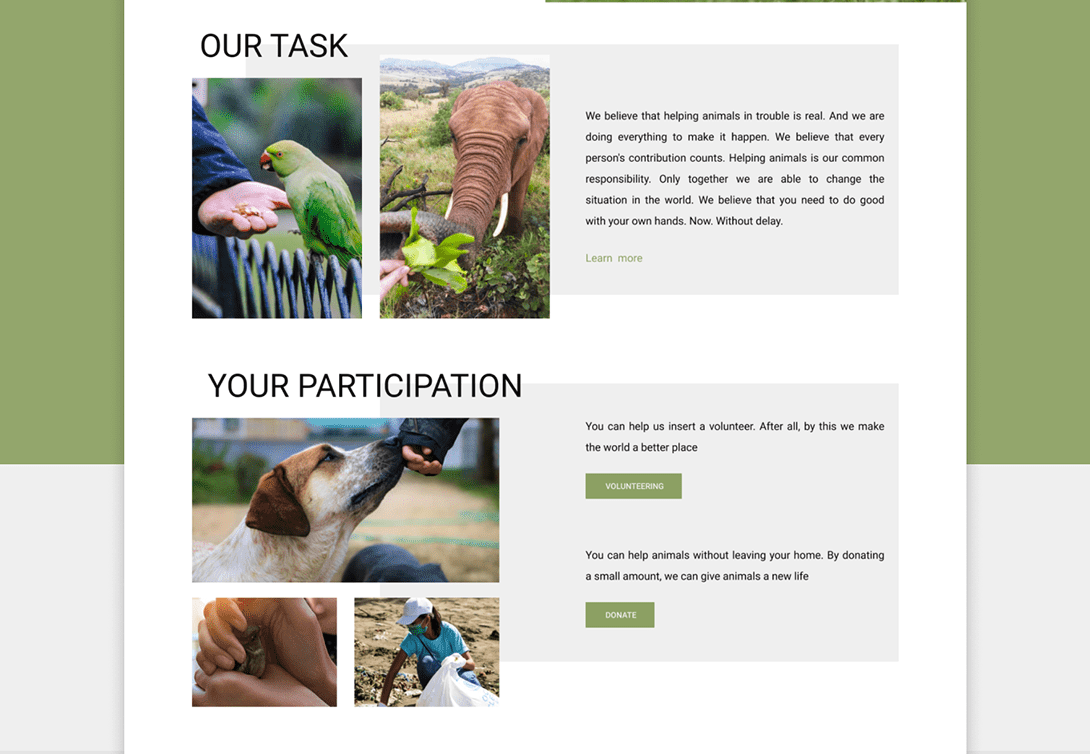 OUR TASK
We believe that helping animals in trouble is real. And we are
doing everything to make it happen. We believe that every
person's contribution counts. Helping animals is our common
responsibility. Only together we are able to change the
situation in the world. We believe that you need to do good
with your own hands. Now. Without delay.
Learn more
YOUR PARTICIPATION
You can help us insert a volunteer. After all, by this we make
the world a better place
VOLUNTEERING
You can help animals without leaving your home. By donating
a small amount, we can give animals a new life
DONATE